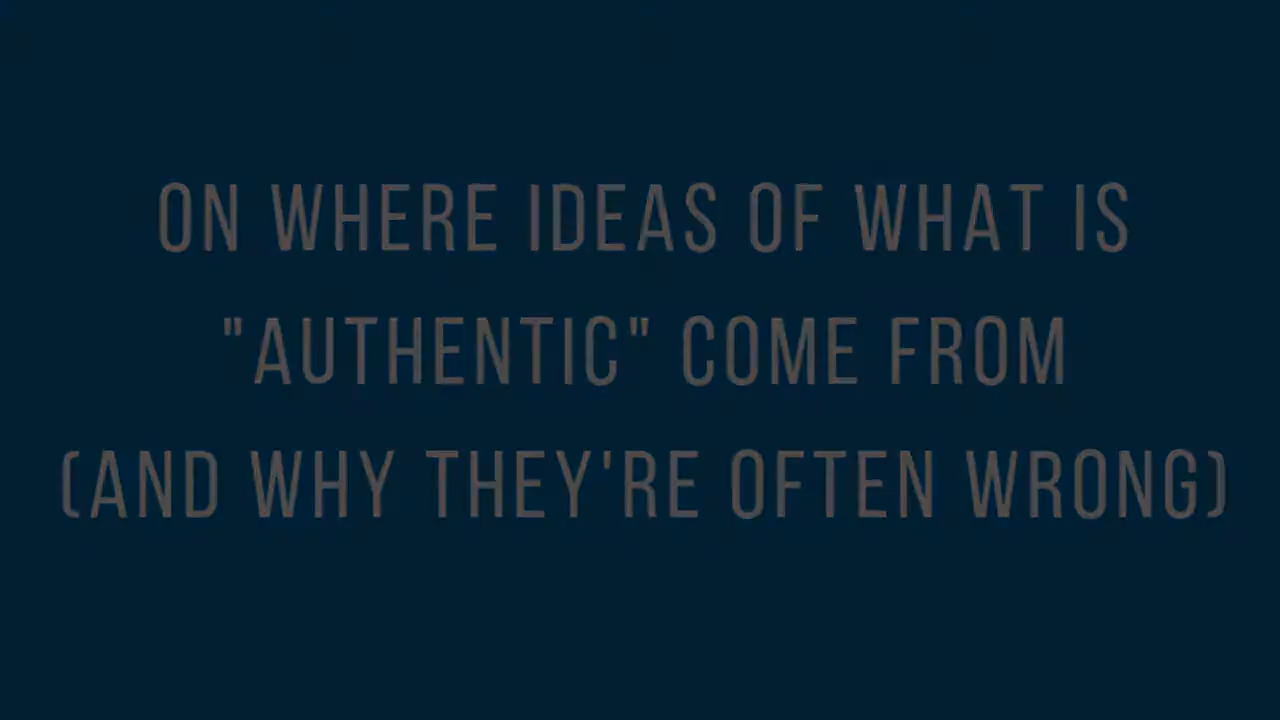 ON WHERE IDEAS OF WHAT IS
"AUTHENTIC" COME FROM
(AND WHY THEY'RE OFTEN WRONG)